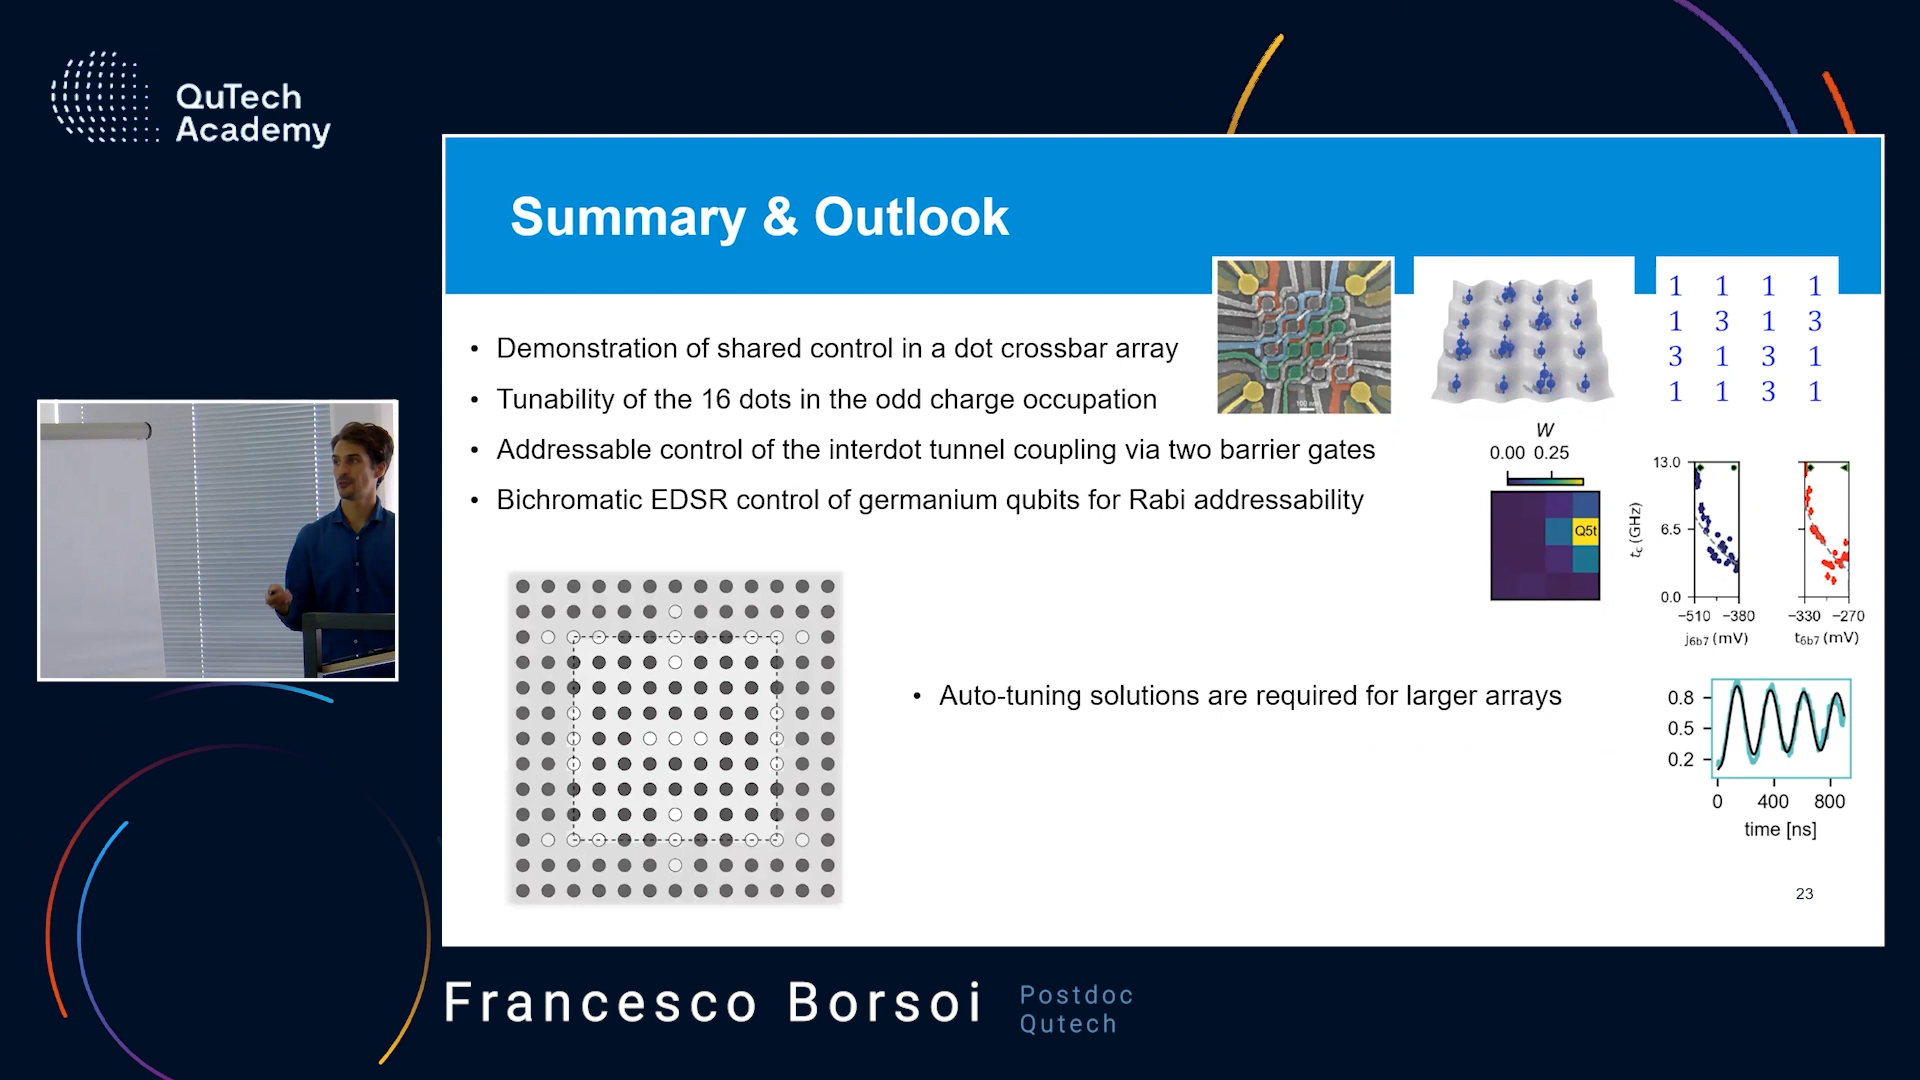 QuTech
Academy
Summary & Outlook
1 1 1 1
1 3 1 3
3 1 3 1
1 1 3 1
100 nm
• Demonstration of shared control in a dot crossbar array
• Tunability of the 16 dots in the odd charge occupation
• Addressable control of the interdot tunnel coupling via two barrier gates
• Bichromatic EDSR control of germanium qubits for Rabi addressability
W
0.00 0.25
Q5t
13.0
6.5
0.0
tc (GHz)
−510 −380
j6b7 (mV)
−330 −270
t6b7 (mV)
• Auto-tuning solutions are required for larger arrays
0.8
0.5
0.2
0 400 800
time [ns]
23
Francesco Borsoi
Postdoc
Qutech